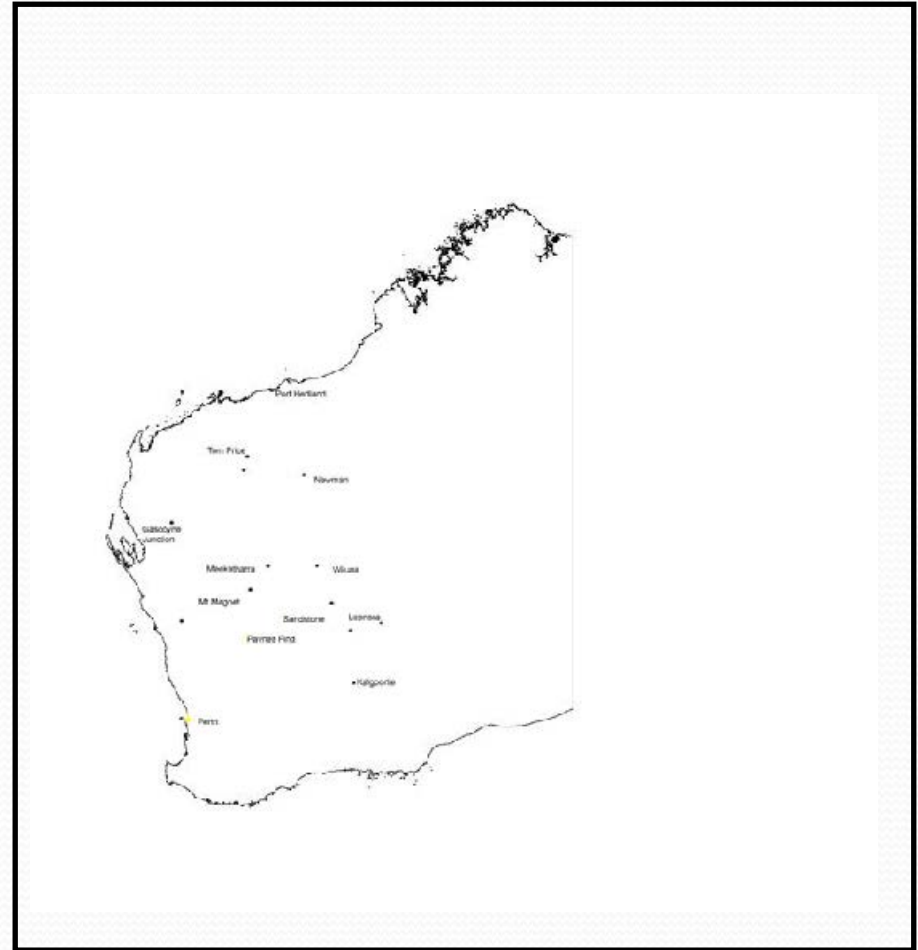 Port Hedland
Tom Price
Newman
Gascoyne
Junction
Meekatharra
Wiluna
Mt Magnet
Sandstone
Leonora
Paynes Find
Kalgoorlie
Perth